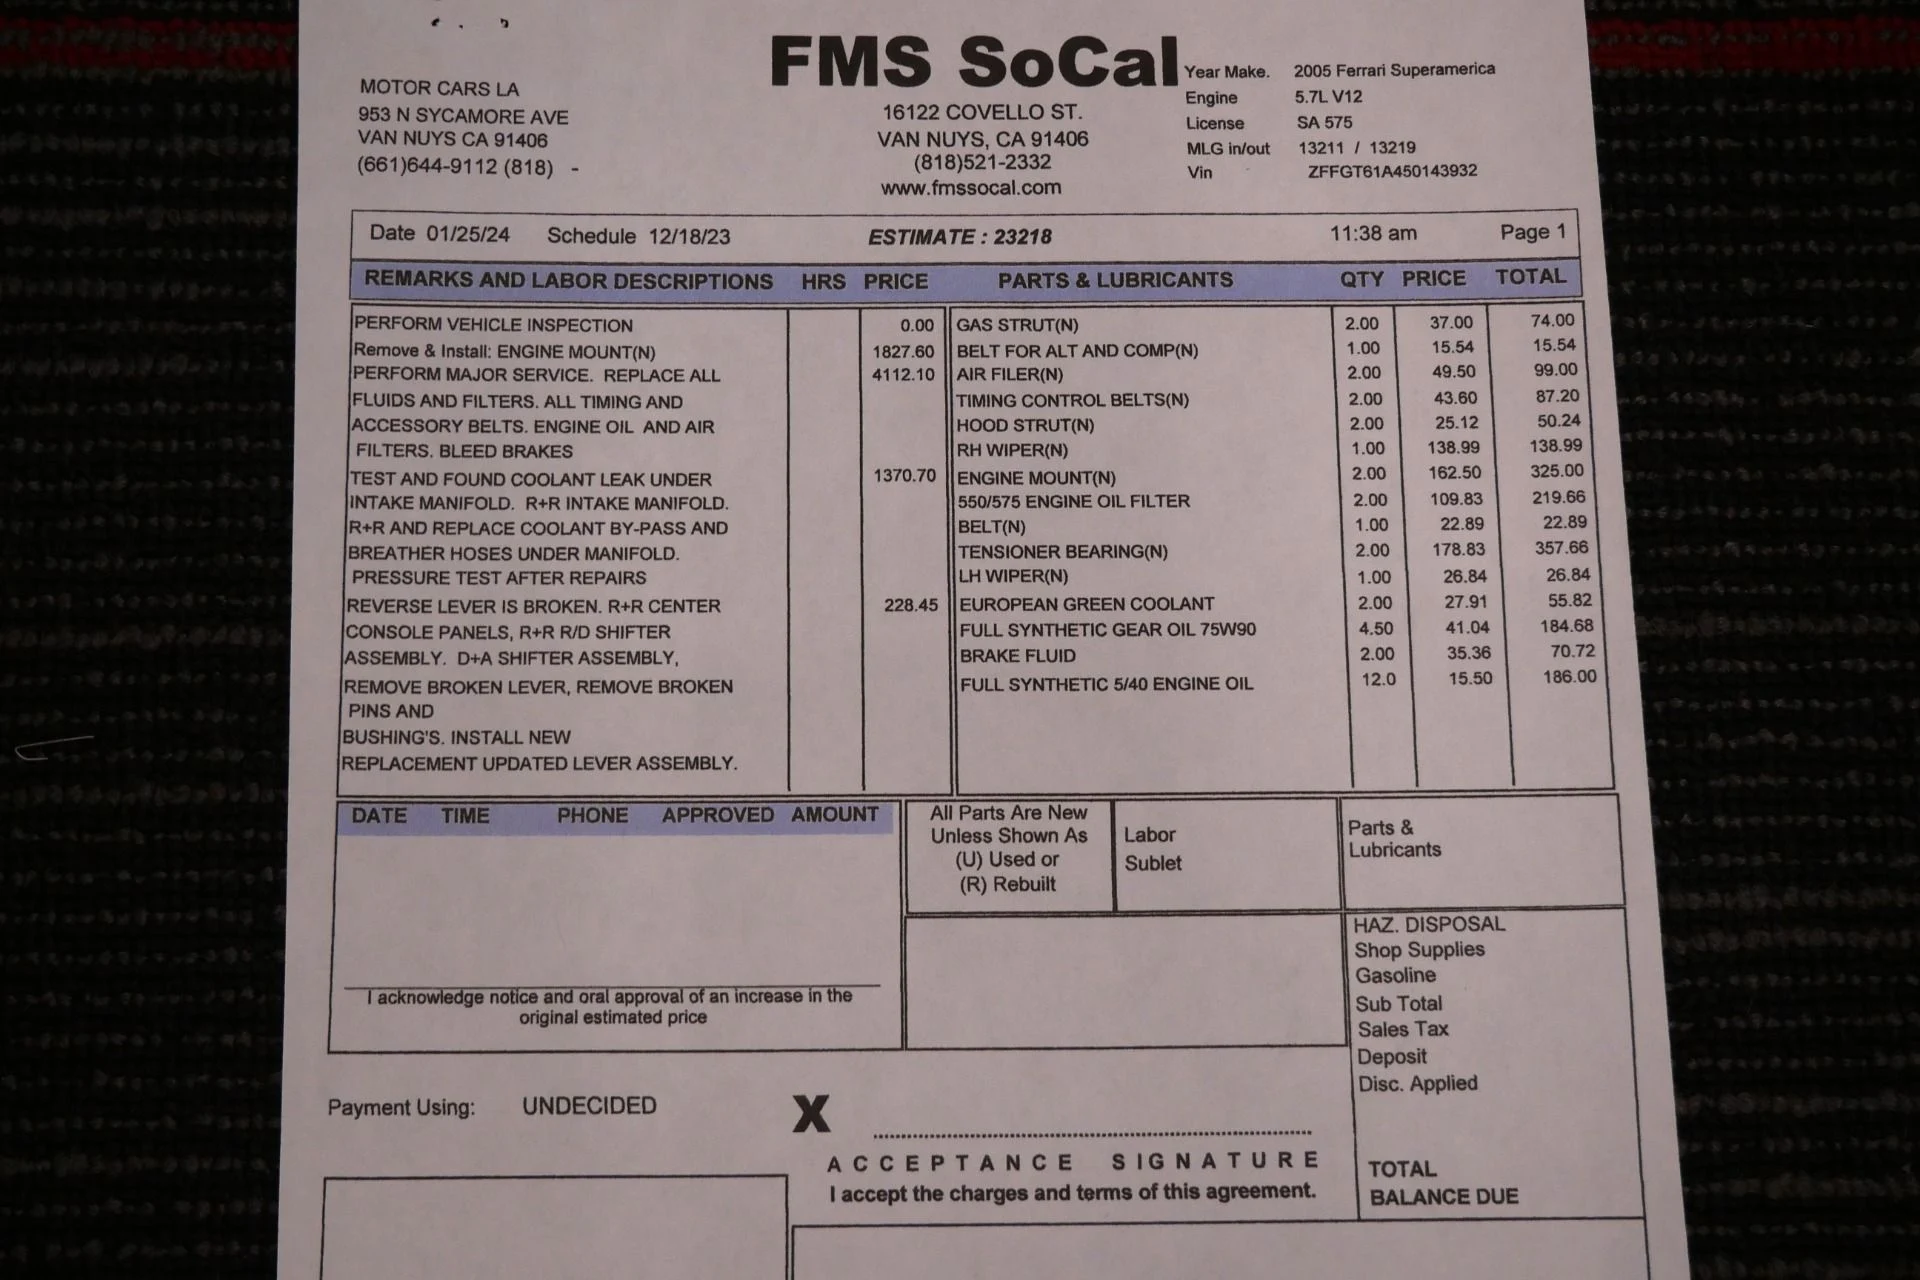 FMS SoCal
MOTOR CARS LA
953 N SYCAMORE AVE
VAN NUYS CA 91406
(661)644-9112 (818) -
16122 COVELLO ST.
VAN NUYS, CA 91406
(818)521-2332
www.fmssocal.com
Year Make. 2005 Ferrari Superamerica
Engine 5.7L V12
License SA 575
MLG in/out 13211 / 13219
Vin ZFFGT61A450143932
Date 01/25/24 Schedule 12/18/23 ESTIMATE : 23218 11:38 am Page 1
REMARKS AND LABOR DESCRIPTIONS HRS PRICE PARTS & LUBRICANTS QTY PRICE TOTAL
PERFORM VEHICLE INSPECTION 0.00
Remove & Install: ENGINE MOUNT(N) 1827.60
PERFORM MAJOR SERVICE. REPLACE ALL 4112.10
FLUIDS AND FILTERS. ALL TIMING AND
ACCESSORY BELTS. ENGINE OIL AND AIR
FILTERS. BLEED BRAKES
TEST AND FOUND COOLANT LEAK UNDER 1370.70
INTAKE MANIFOLD. R+R INTAKE MANIFOLD.
R+R AND REPLACE COOLANT BY-PASS AND
BREATHER HOSES UNDER MANIFOLD.
PRESSURE TEST AFTER REPAIRS
REVERSE LEVER IS BROKEN. R+R CENTER 228.45
CONSOLE PANELS, R+R R/D SHIFTER
ASSEMBLY. D+A SHIFTER ASSEMBLY,
REMOVE BROKEN LEVER, REMOVE BROKEN
PINS AND
BUSHING'S. INSTALL NEW
REPLACEMENT UPDATED LEVER ASSEMBLY.
GAS STRUT(N) 2.00 37.00 74.00
BELT FOR ALT AND COMP(N) 1.00 15.54 15.54
AIR FILER(N) 2.00 49.50 99.00
TIMING CONTROL BELTS(N) 2.00 43.60 87.20
HOOD STRUT(N) 2.00 25.12 50.24
RH WIPER(N) 1.00 138.99 138.99
ENGINE MOUNT(N) 2.00 162.50 325.00
550/575 ENGINE OIL FILTER 2.00 109.83 219.66
BELT(N) 1.00 22.89 22.89
TENSIONER BEARING(N) 2.00 178.83 357.66
LH WIPER(N) 1.00 26.84 26.84
EUROPEAN GREEN COOLANT 2.00 27.91 55.82
FULL SYNTHETIC GEAR OIL 75W90 4.50 41.04 184.68
BRAKE FLUID 2.00 35.36 70.72
FULL SYNTHETIC 5/40 ENGINE OIL 12.0 15.50 186.00
DATE TIME PHONE APPROVED AMOUNT
I acknowledge notice and oral approval of an increase in the
original estimated price
All Parts Are New
Unless Shown As
(U) Used or
(R) Rebuilt
Labor
Sublet
Parts &
Lubricants
HAZ. DISPOSAL
Shop Supplies
Gasoline
Sub Total
Sales Tax
Deposit
Disc. Applied
TOTAL
BALANCE DUE
Payment Using: UNDECIDED
X
ACCEPTANCE SIGNATURE
I accept the charges and terms of this agreement.